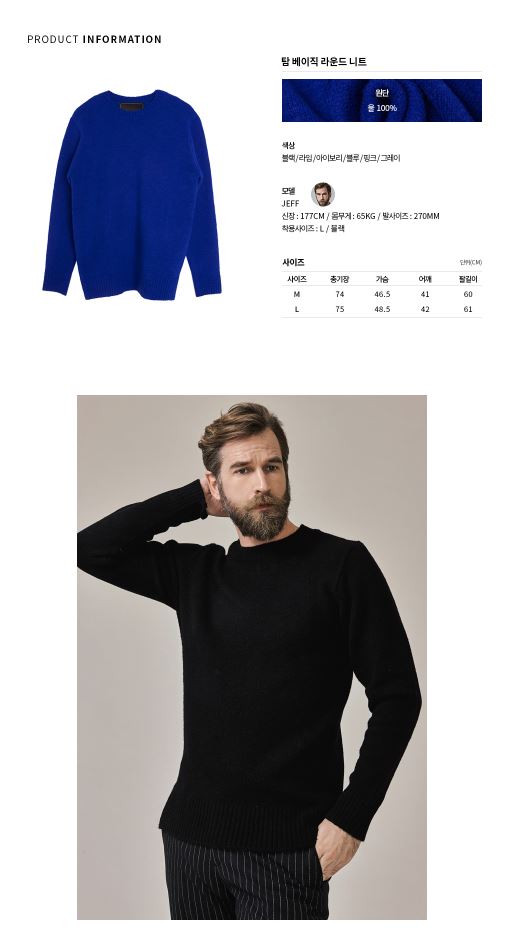 PRODUCT INFORMATION
탐 베이직 라운드 니트
원단
울 100%
색상
블랙/라임/아이보리/블루/핑크/그레이
모델
JEFF
신장 : 177CM / 몸무게 : 65KG / 발사이즈 : 270MM
착용사이즈 : L / 블랙
사이즈 단위(CM)
사이즈 총기장 가슴 어깨 팔길이
M 74 46.5 41 60
L 75 48.5 42 61